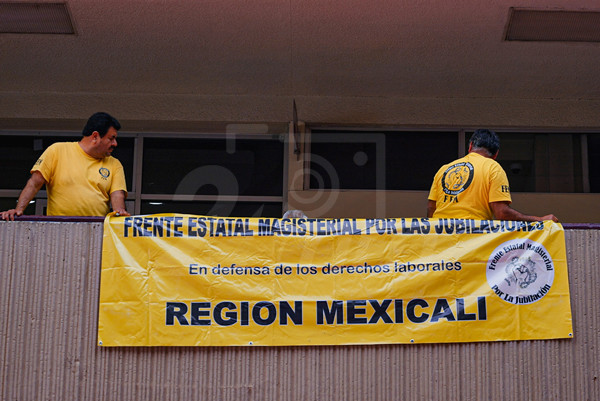 FRENTE ESTATAL MAGISTERIAL POR LAS JUBILACIONES
En defensa de los derechos laborales
REGION MEXICALI
Frente Estatal Magisterial
Por La Jubilación